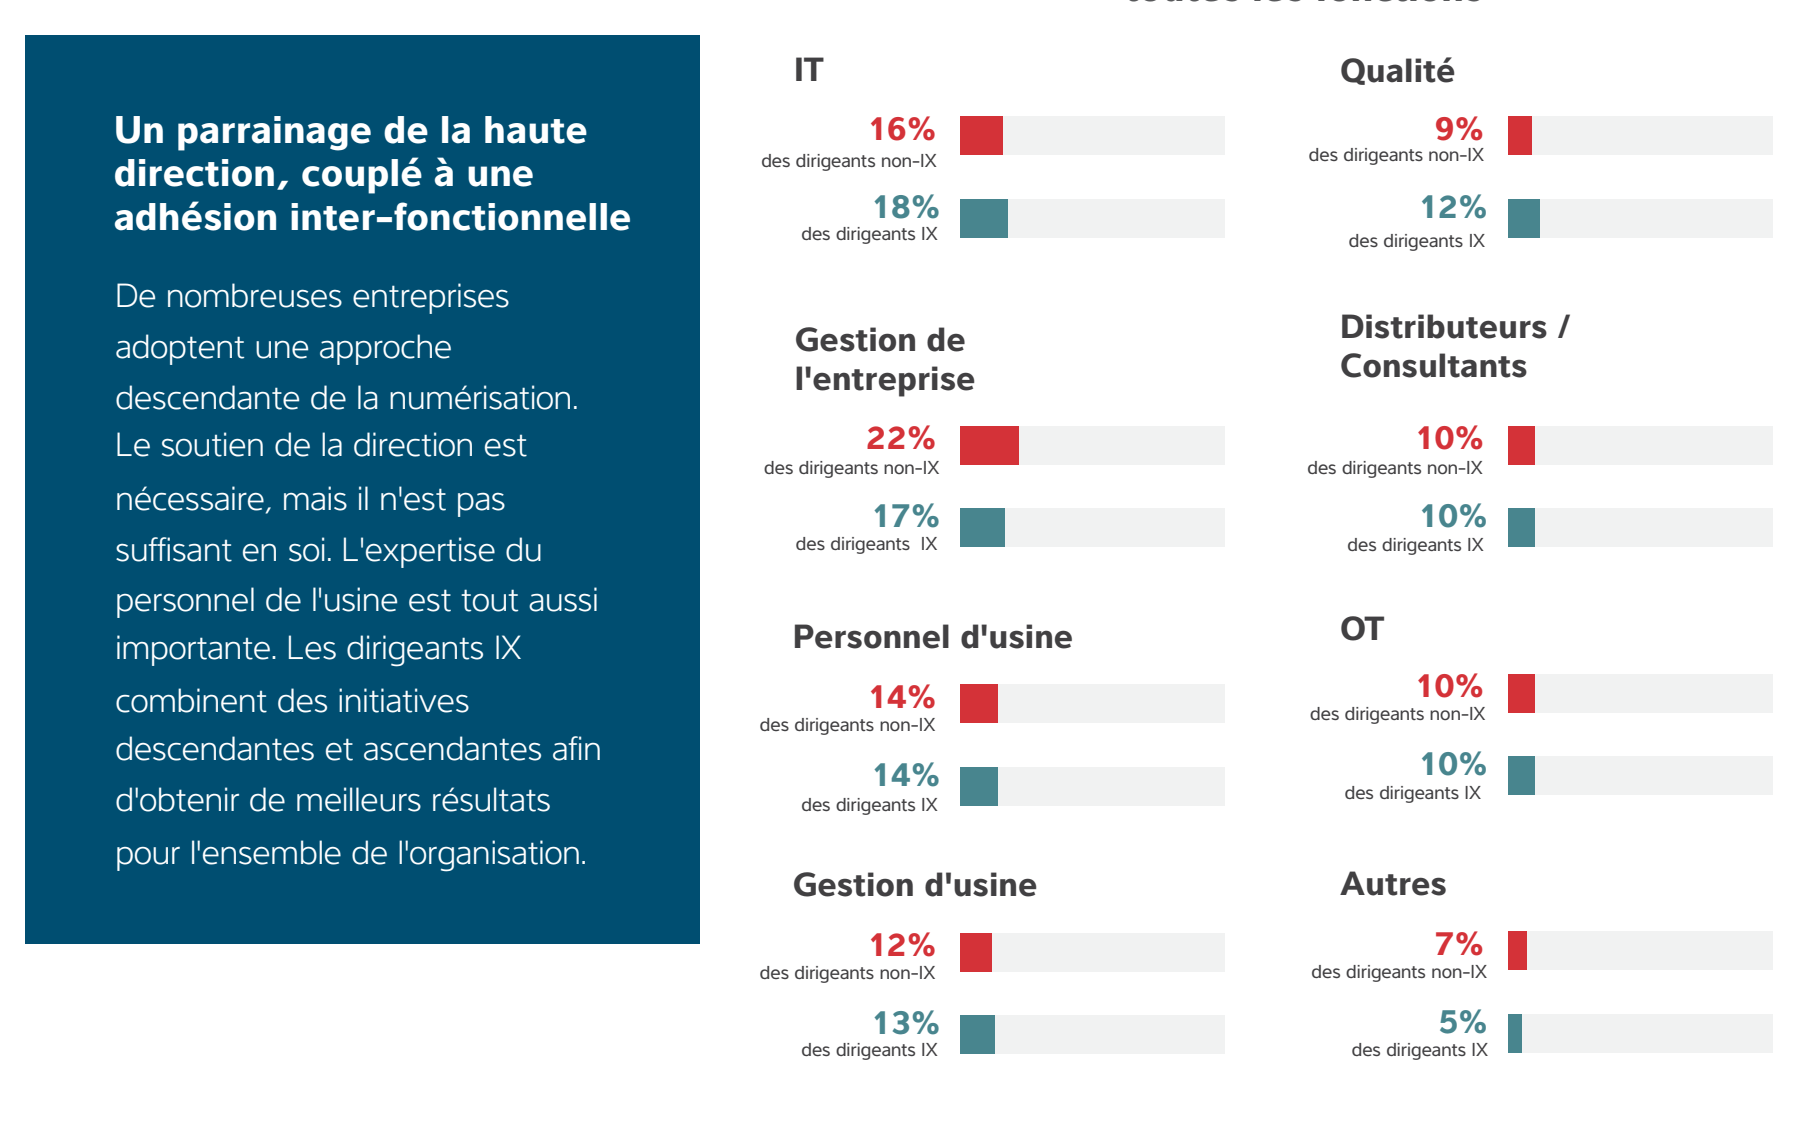 toutes les fonctions
Un parrainage de la haute
direction, couplé à une
adhésion inter-fonctionnelle
De nombreuses entreprises
adoptent une approche
descendante de la numérisation.
Le soutien de la direction est
nécessaire, mais il n'est pas
suffisant en soi. L'expertise du
personnel de l'usine est tout aussi
importante. Les dirigeants IX
combinent des initiatives
descendantes et ascendantes afin
d'obtenir de meilleurs résultats
pour l'ensemble de l'organisation.
IT
16%
des dirigeants non-IX
18%
des dirigeants IX
Gestion de
l'entreprise
22%
des dirigeants non-IX
17%
des dirigeants IX
Personnel d'usine
14%
des dirigeants non-IX
14%
des dirigeants IX
Gestion d'usine
12%
des dirigeants non-IX
13%
des dirigeants IX
Qualité
9%
des dirigeants non-IX
12%
des dirigeants IX
Distributeurs /
Consultants
10%
des dirigeants non-IX
10%
des dirigeants IX
OT
10%
des dirigeants non-IX
10%
des dirigeants IX
Autres
7%
des dirigeants non-IX
5%
des dirigeants IX